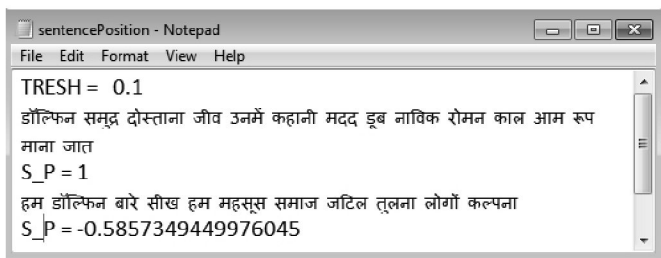 sentencePosition - Notepad
File Edit Format View Help
TRESH = 0.1
डॉल्फिन समुद्र दोस्ताना जीव उनमें कहानी मदद डूब नाविक रोमन काल आम रूप
माना जात
S_P = 1
हम डॉल्फिन बारे सीख हम महसूस समाज जटिल तुलना लोगों कल्पना
S_P = -0.5857349449976045